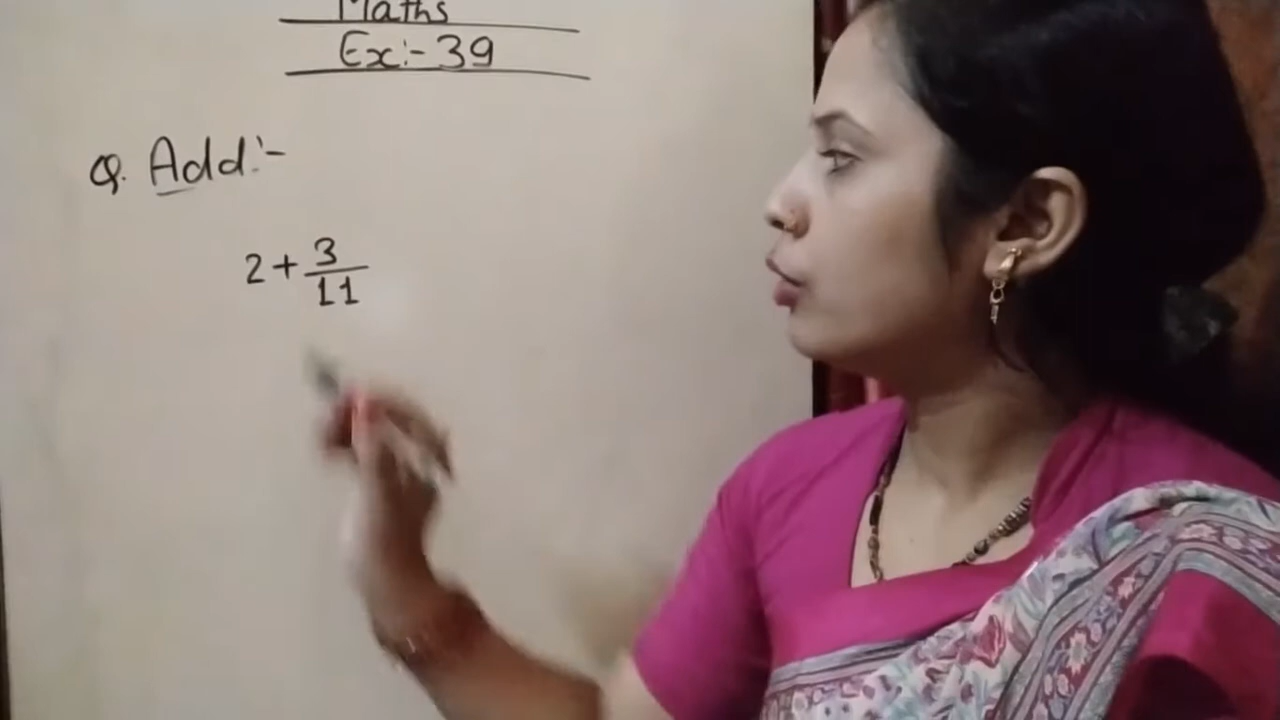 Maths
Ex:- 39
Q. Add:-
2 + 3/11